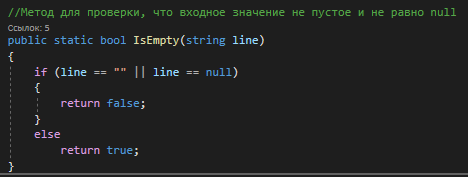 //Метод для проверки, что входное значение не пустое и не равно null
Ссылок: 5
public static bool IsEmpty(string line)
{
    if (line == "" || line == null)
    {
        return false;
    }
    else
        return true;
}